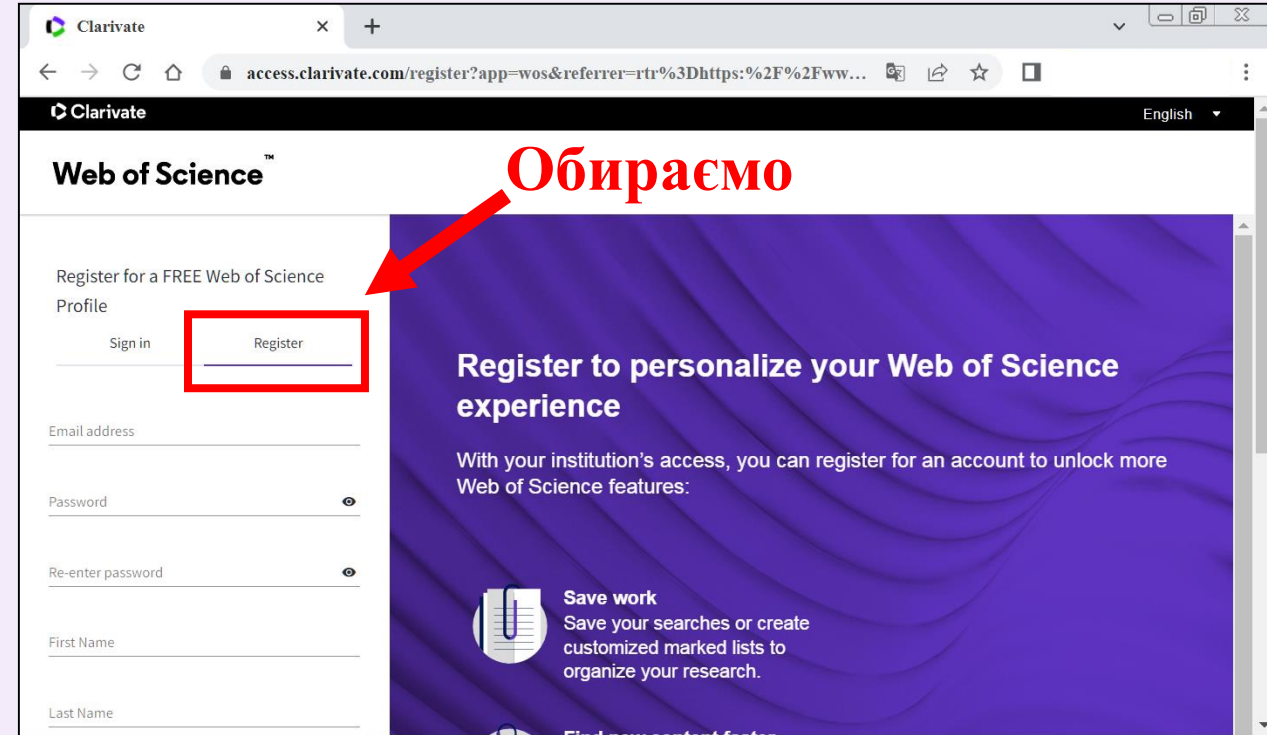 Clarivate
access.clarivate.com/register?app=wos&referrer=rtr%3Dhttps:%2F%2Fww...
Clarivate
English
Web of Science™
Обираємо
Register for a FREE Web of Science
Profile
Sign in
Register
Email address
Password
Re-enter password
First Name
Last Name
Register to personalize your Web of Science
experience
With your institution's access, you can register for an account to unlock more
Web of Science features:
Save work
Save your searches or create
customized marked lists to
organize your research.
Find new content faster